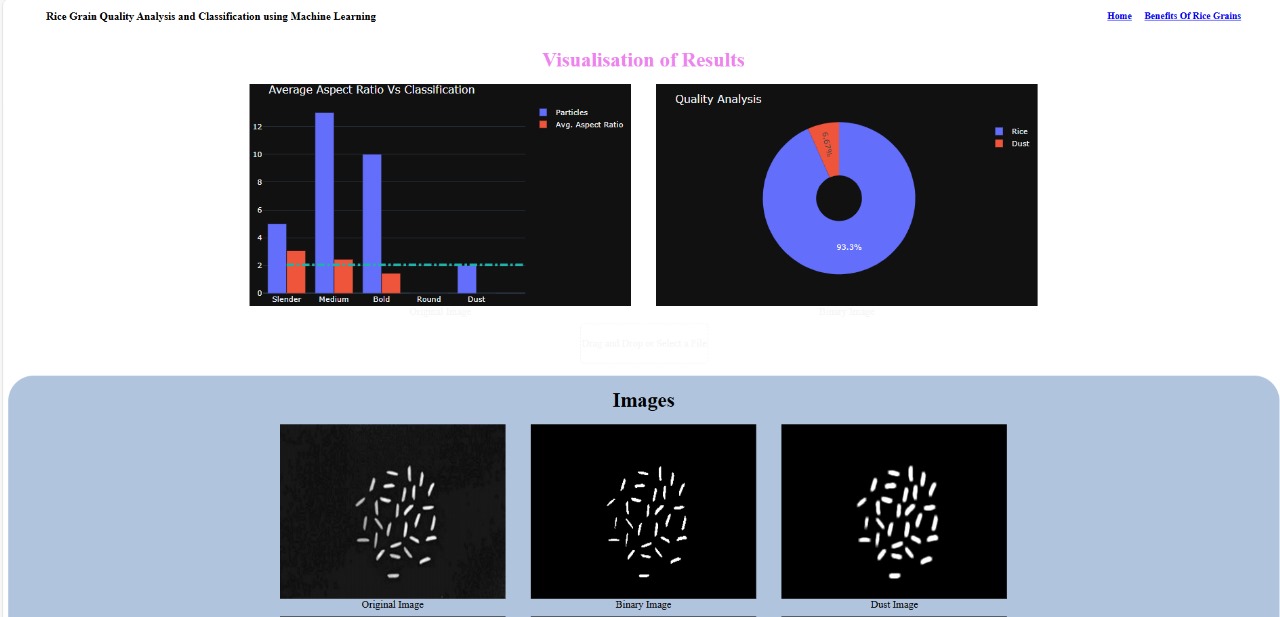 Rice Grain Quality Analysis and Classification using Machine Learning
Home Benefits Of Rice Grains
Visualisation of Results
Average Aspect Ratio Vs Classification
Particles
Avg. Aspect Ratio
12
10
8
6
4
2
0
Slender Medium Bold Round Dust
Quality Analysis
Rice
Dust
6.67%
93.3%
Original Image
Binary Image
Drag and Drop or Select a File
Images
Original Image
Binary Image
Dust Image